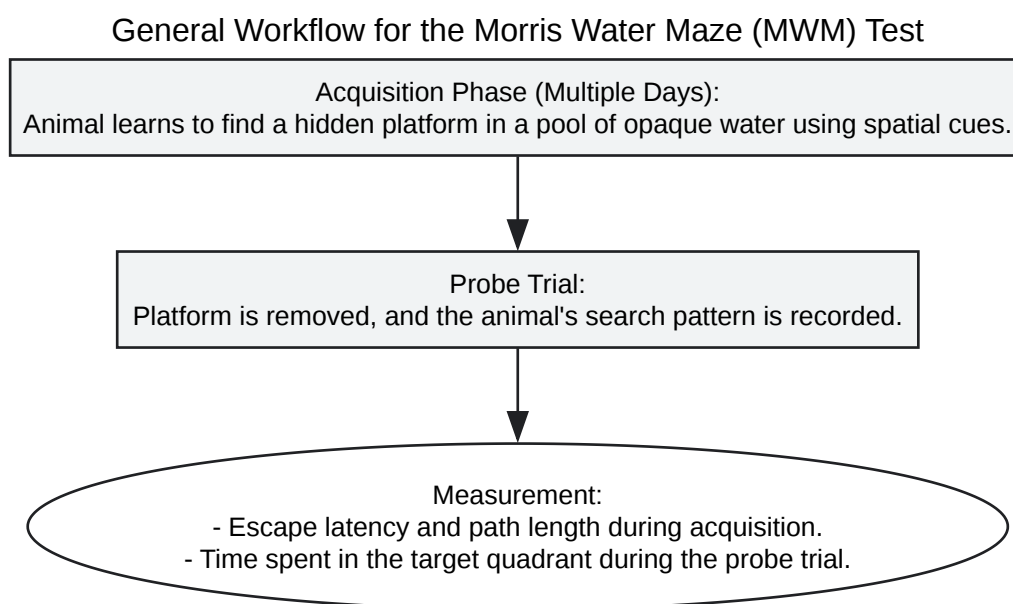 General Workflow for the Morris Water Maze (MWM) Test
Acquisition Phase (Multiple Days):
Animal learns to find a hidden platform in a pool of opaque water using spatial cues.
Probe Trial:
Platform is removed, and the animal's search pattern is recorded.
Measurement:
- Escape latency and path length during acquisition.
- Time spent in the target quadrant during the probe trial.